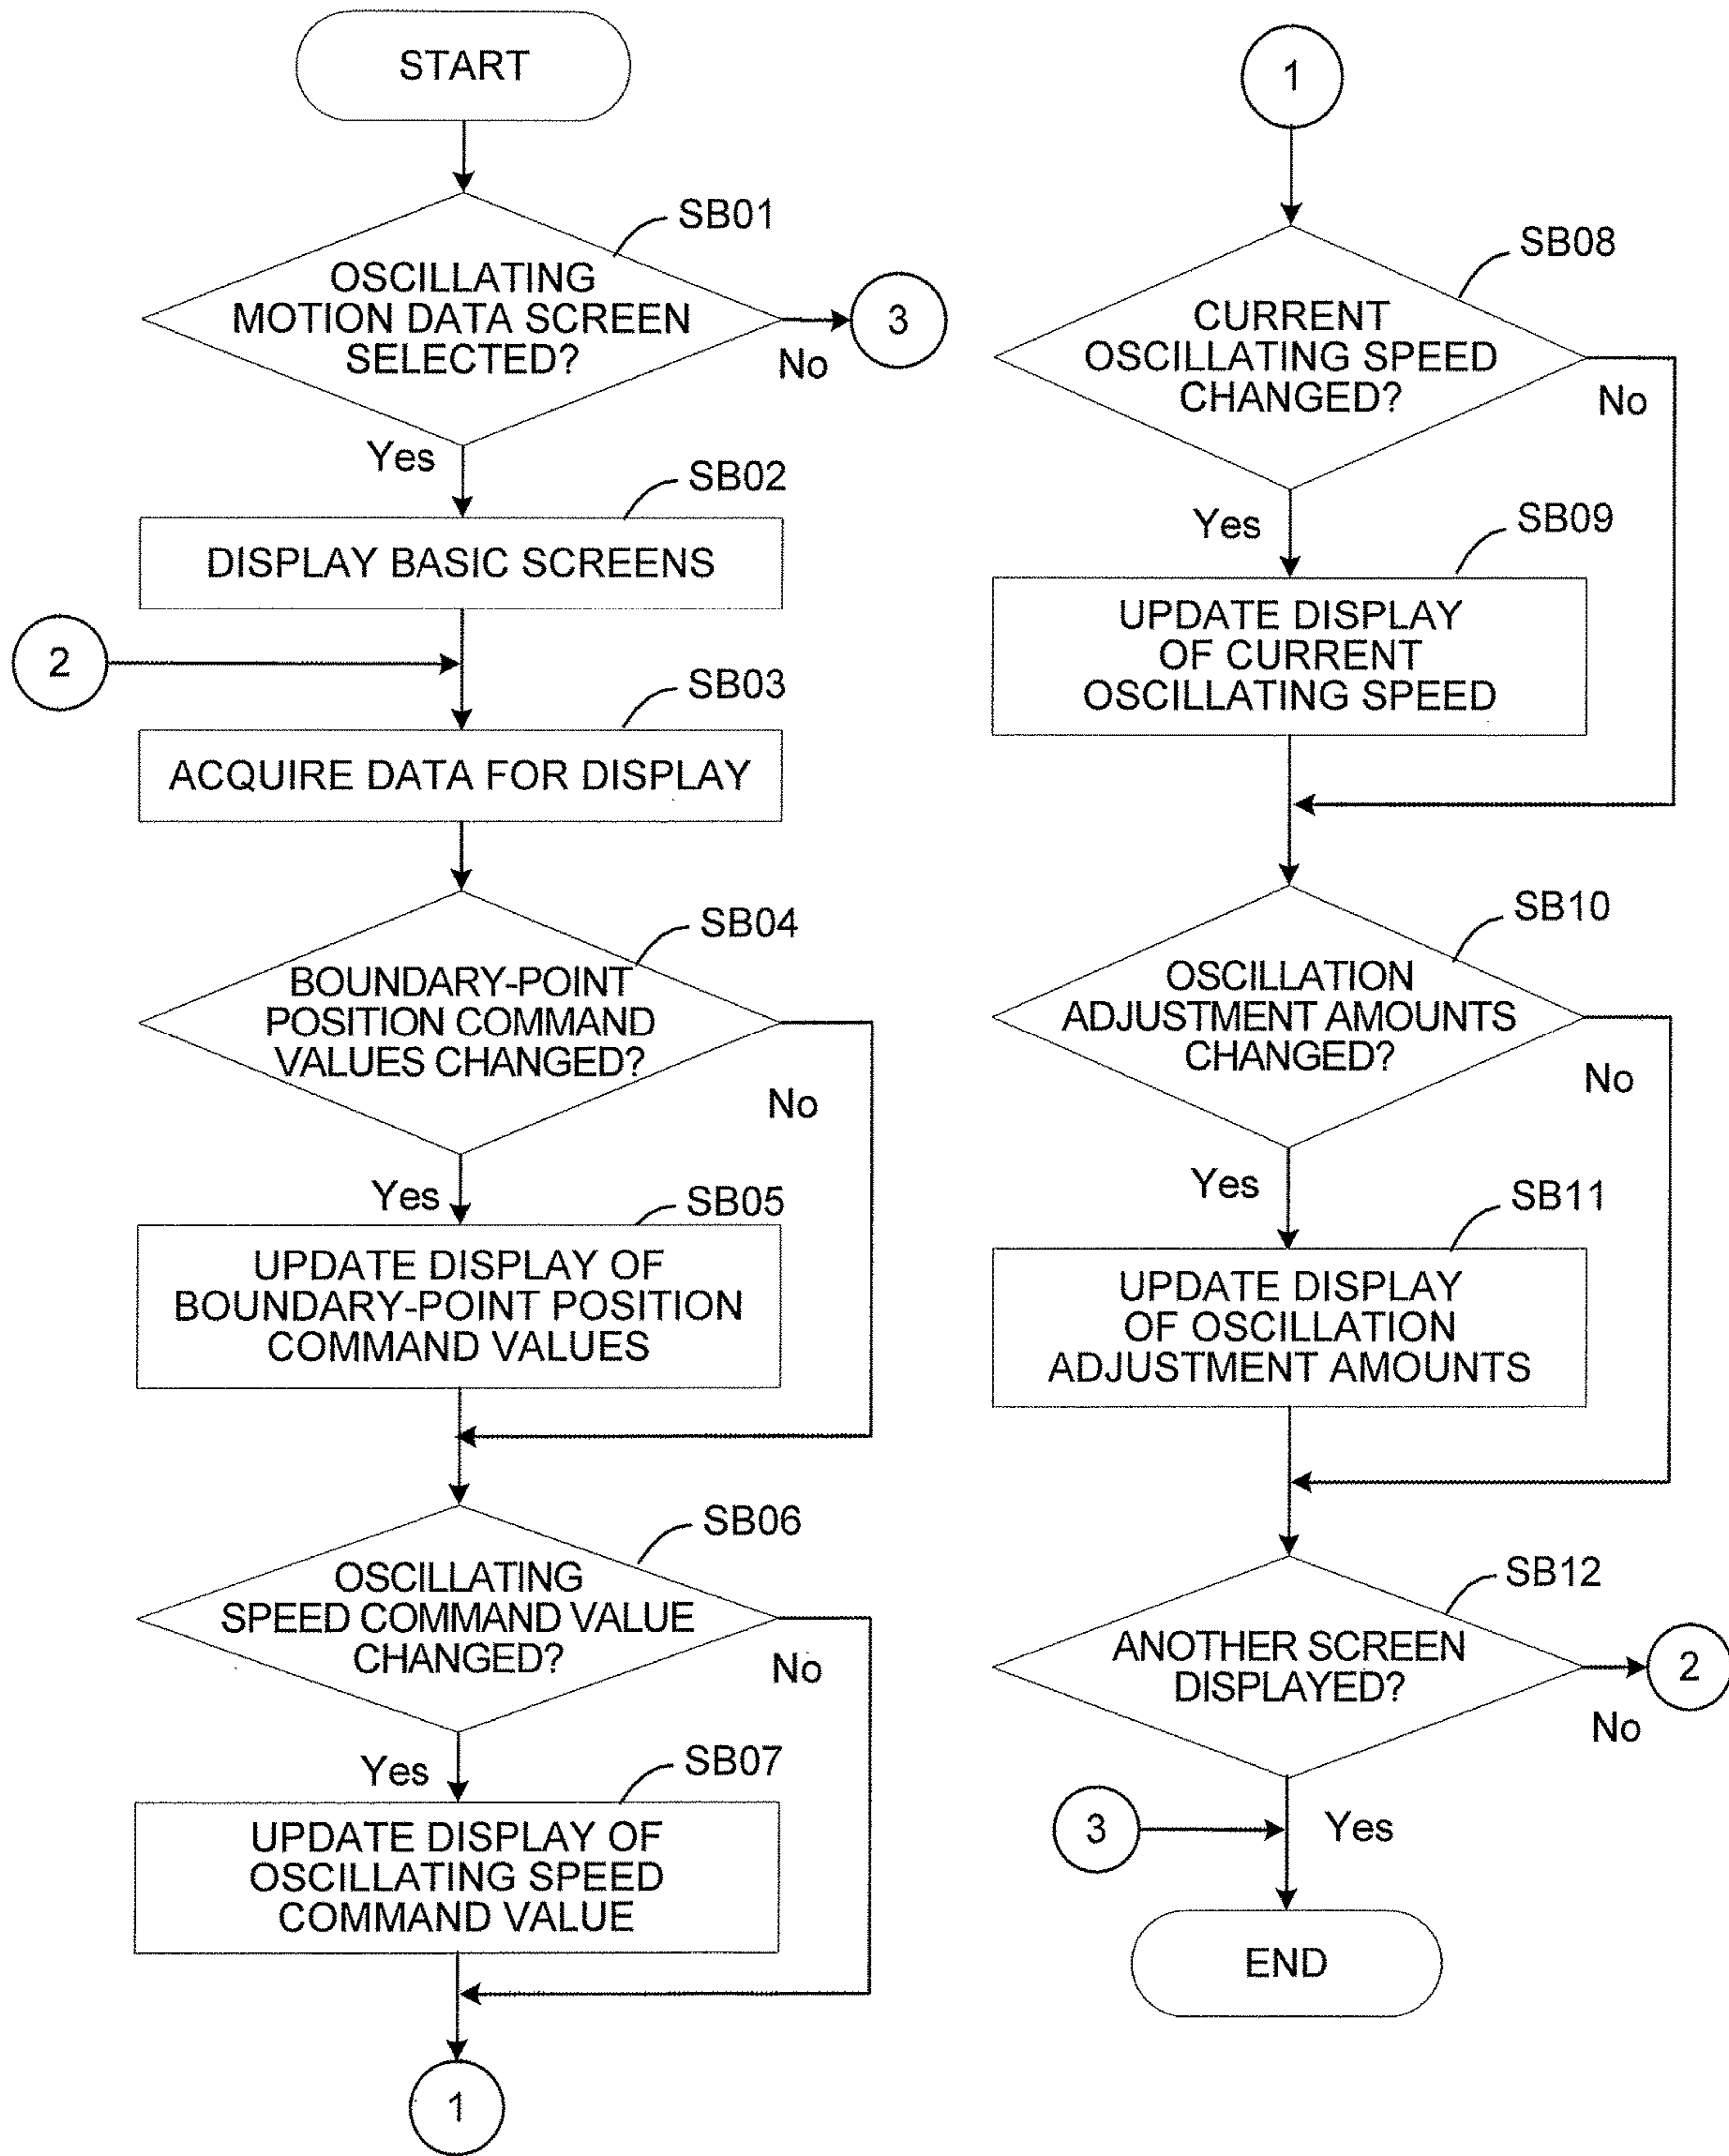 START
SB01
OSCILLATING
MOTION DATA SCREEN
SELECTED?
3
No
Yes
SB02
DISPLAY BASIC SCREENS
2
SB03
ACQUIRE DATA FOR DISPLAY
SB04
BOUNDARY-POINT
POSITION COMMAND
VALUES CHANGED?
No
Yes
SB05
UPDATE DISPLAY OF
BOUNDARY-POINT POSITION
COMMAND VALUES
SB06
OSCILLATING
SPEED COMMAND VALUE
CHANGED?
No
Yes
SB07
UPDATE DISPLAY OF
OSCILLATING SPEED
COMMAND VALUE
1
1
SB08
CURRENT
OSCILLATING SPEED
CHANGED?
No
Yes
SB09
UPDATE DISPLAY
OF CURRENT
OSCILLATING SPEED
SB10
OSCILLATION
ADJUSTMENT AMOUNTS
CHANGED?
No
Yes
SB11
UPDATE DISPLAY
OF OSCILLATION
ADJUSTMENT AMOUNTS
SB12
ANOTHER SCREEN
DISPLAYED?
2
No
3
Yes
END